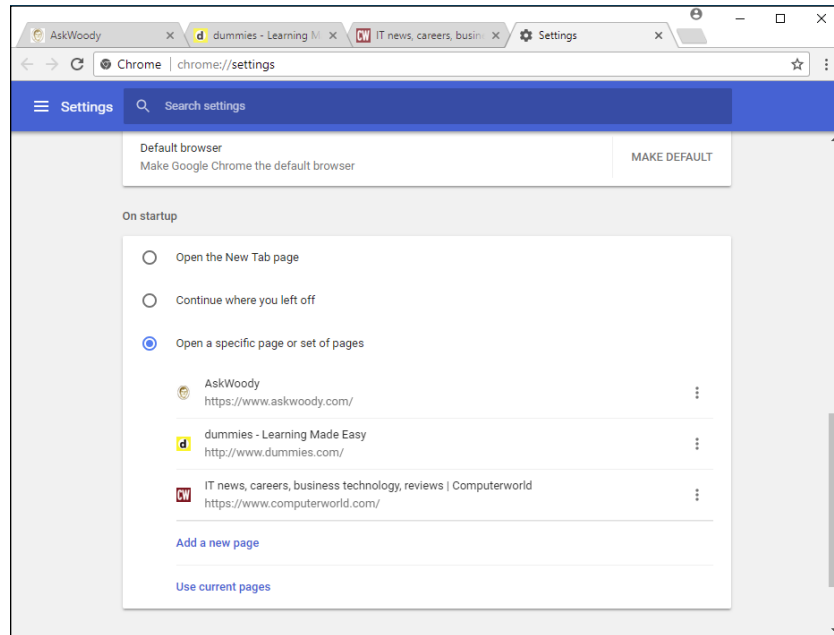 AskWoody
d dummies - Learning M
CW IT news, careers, busin
Settings
Chrome | chrome://settings
Settings
Search settings
Default browser
Make Google Chrome the default browser
MAKE DEFAULT
On startup
Open the New Tab page
Continue where you left off
Open a specific page or set of pages
AskWoody
https://www.askwoody.com/
d
dummies - Learning Made Easy
http://www.dummies.com/
CW
IT news, careers, business technology, reviews | Computerworld
https://www.computerworld.com/
Add a new page
Use current pages